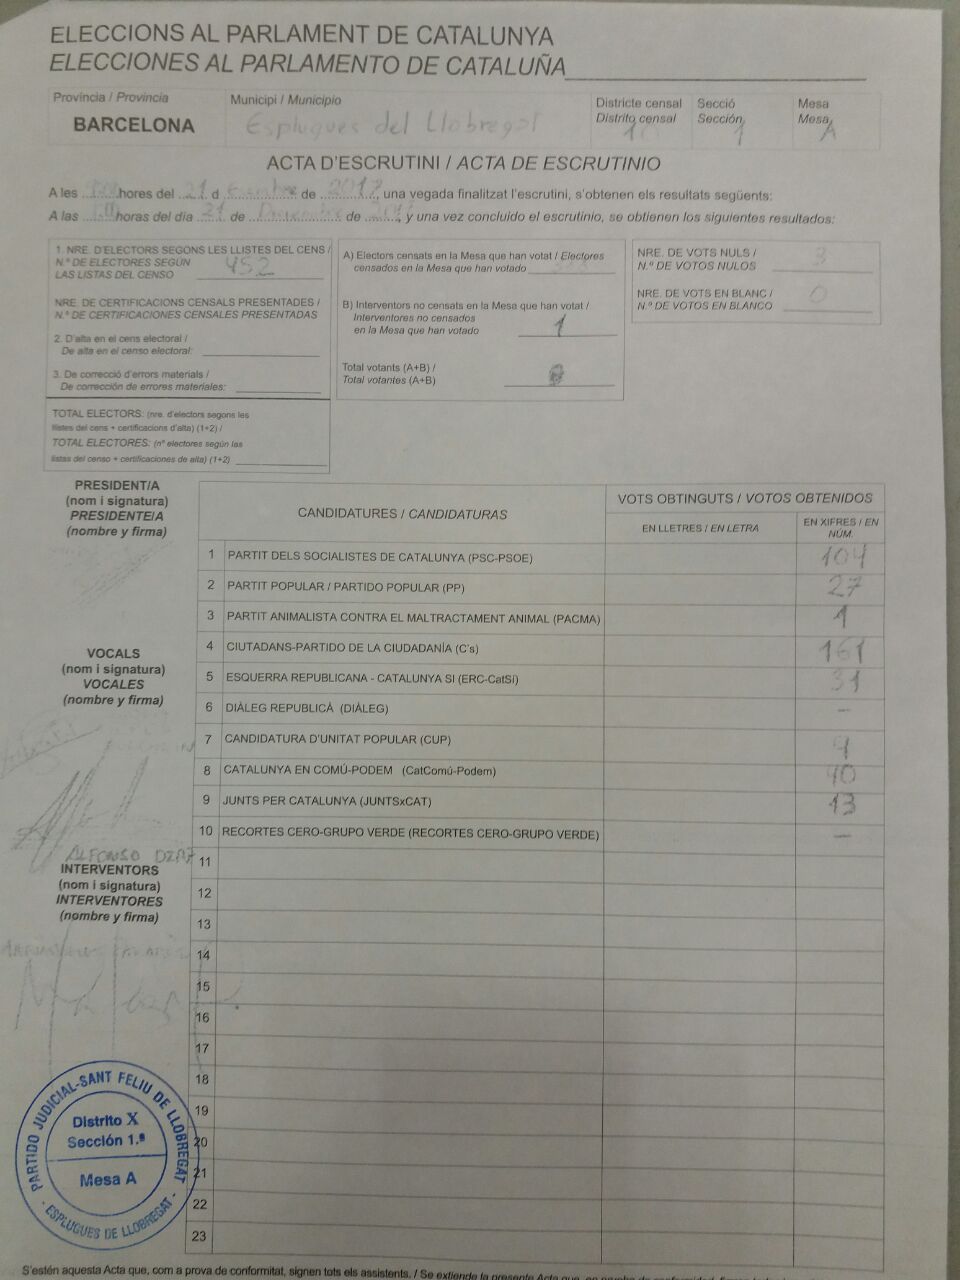 ELECCIONS AL PARLAMENT DE CATALUNYA
ELECCIONES AL PARLAMENTO DE CATALUÑA
Província / Provincia
BARCELONA
Municipi / Municipio
Esplugues del Llobregat
Districte censal
Distrito censal
10
Secció
Sección
1
Mesa
Mesa
A
ACTA D'ESCRUTINI / ACTA DE ESCRUTINIO
A les hores del 21 d de 2017, una vegada finalitzat l'escrutini, s'obtenen els resultats següents:
A las horas del día 21 de Diciembre de y una vez concluido el escrutinio, se obtienen los siguientes resultados:
1. NRE. D'ELECTORS SEGONS LES LLISTES DEL CENS /
N.º DE ELECTORES SEGÚN
LAS LISTAS DEL CENSO 452
NRE. DE CERTIFICACIONS CENSALS PRESENTADES /
N.º DE CERTIFICACIONES CENSALES PRESENTADAS
2. D'alta en el cens electoral /
De alta en el censo electoral:
3. De correcció d'errors materials /
De corrección de errores materiales:
TOTAL ELECTORS: (nre. d'electors segons les
llistes del cens + certificacions d'alta) (1+2) /
TOTAL ELECTORES: (nº electores según las
listas del censo + certificaciones de alta) (1+2)
A) Electors censats en la Mesa que han votat / Electores
censados en la Mesa que han votado
B) Interventors no censats en la Mesa que han votat /
Interventores no censados
en la Mesa que han votado 1
Total votants (A+B) /
Total votantes (A+B)
NRE. DE VOTS NULS /
N.º DE VOTOS NULOS 3
NRE. DE VOTS EN BLANC /
N.º DE VOTOS EN BLANCO 0
PRESIDENT/A
(nom i signatura)
PRESIDENTE/A
(nombre y firma)
VOCALS
(nom i signatura)
VOCALES
(nombre y firma)
ALFONSO
INTERVENTORS
(nom i signatura)
INTERVENTORES
(nombre y firma)
CANDIDATURES / CANDIDATURAS
VOTS OBTINGUTS / VOTOS OBTENIDOS
EN LLETRES / EN LETRA
EN XIFRES / EN NÚM.
1 PARTIT DELS SOCIALISTES DE CATALUNYA (PSC-PSOE) 104
2 PARTIT POPULAR / PARTIDO POPULAR (PP) 27
3 PARTIT ANIMALISTA CONTRA EL MALTRACTAMENT ANIMAL (PACMA) 1
4 CIUTADANS-PARTIDO DE LA CIUDADANÍA (C's) 161
5 ESQUERRA REPUBLICANA - CATALUNYA SI (ERC-CatSí) 31
6 DIÀLEG REPUBLICÀ (DIÀLEG) -
7 CANDIDATURA D'UNITAT POPULAR (CUP) 9
8 CATALUNYA EN COMÚ-PODEM (CatComú-Podem) 40
9 JUNTS PER CATALUNYA (JUNTSxCAT) 13
10 RECORTES CERO-GRUPO VERDE (RECORTES CERO-GRUPO VERDE) —
11
12
13
14
15
16
17
18
19
20
21
22
23
PARTIDO JUDICIAL-SANT FELIU DE LLOBREGAT
Distrito X
Sección 1.ª
Mesa A
- ESPLUGUES DE LLOBREGAT -
S'estén aquesta Acta que, com a prova de conformitat, signen tots els assistents. / Se extiende la presente Acta que,